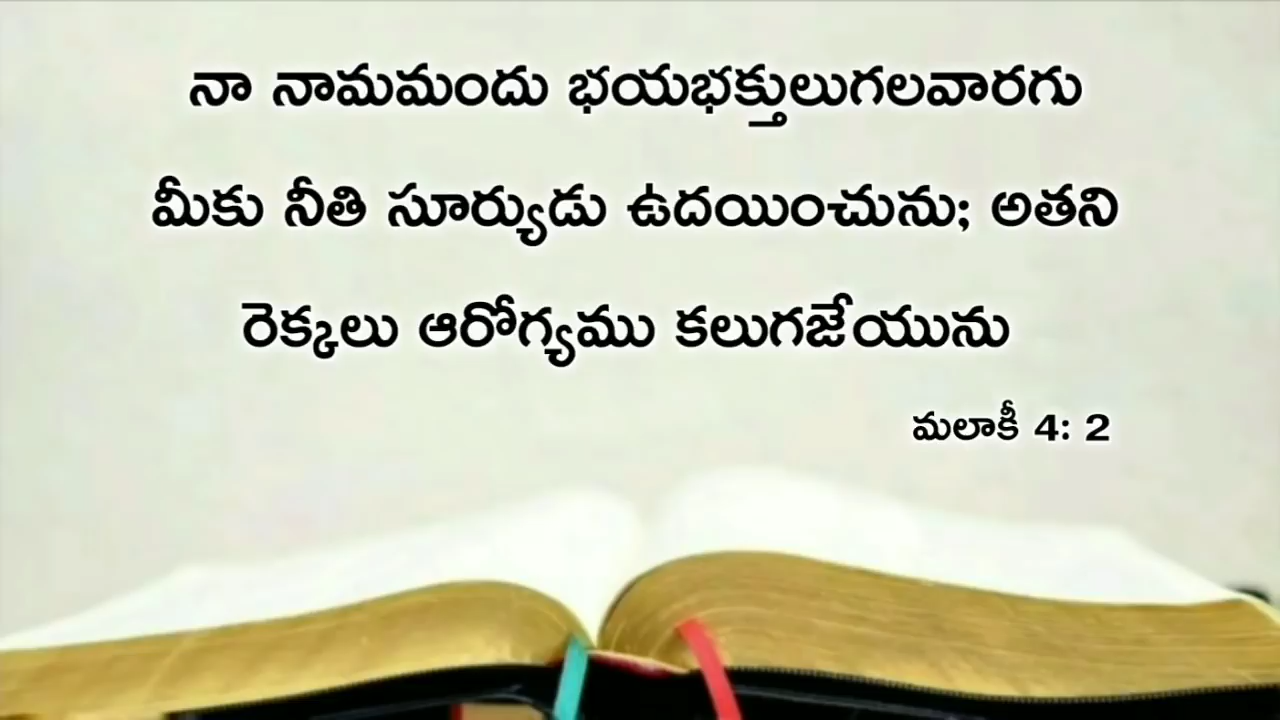 నా నామమందు భయభక్తులుగలవారగు
మీకు నీతి సూర్యుడు ఉదయించును; అతని
రెక్కలు ఆరోగ్యము కలుగజేయును
మలాకీ 4: 2